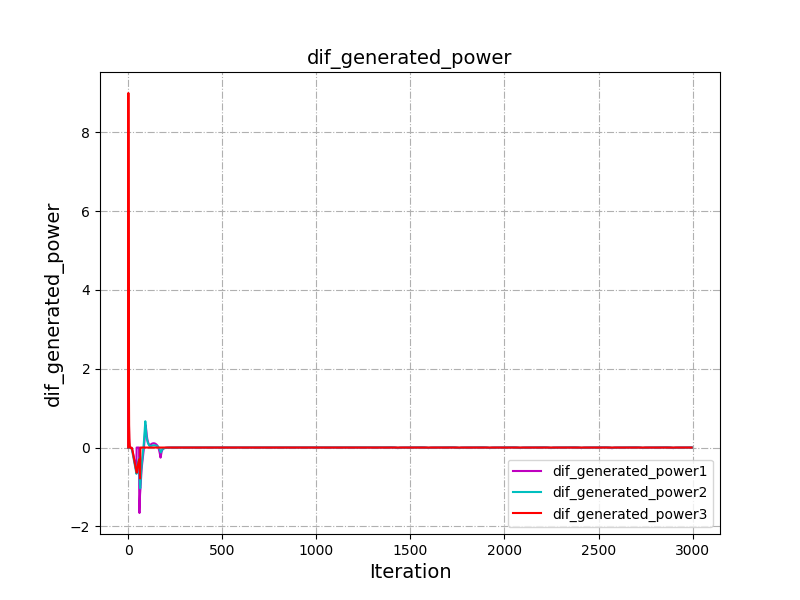 dif_generated_power
dif_generated_power
8
6
4
2
0
−2
0 500 1000 1500 2000 2500 3000
Iteration
dif_generated_power1
dif_generated_power2
dif_generated_power3